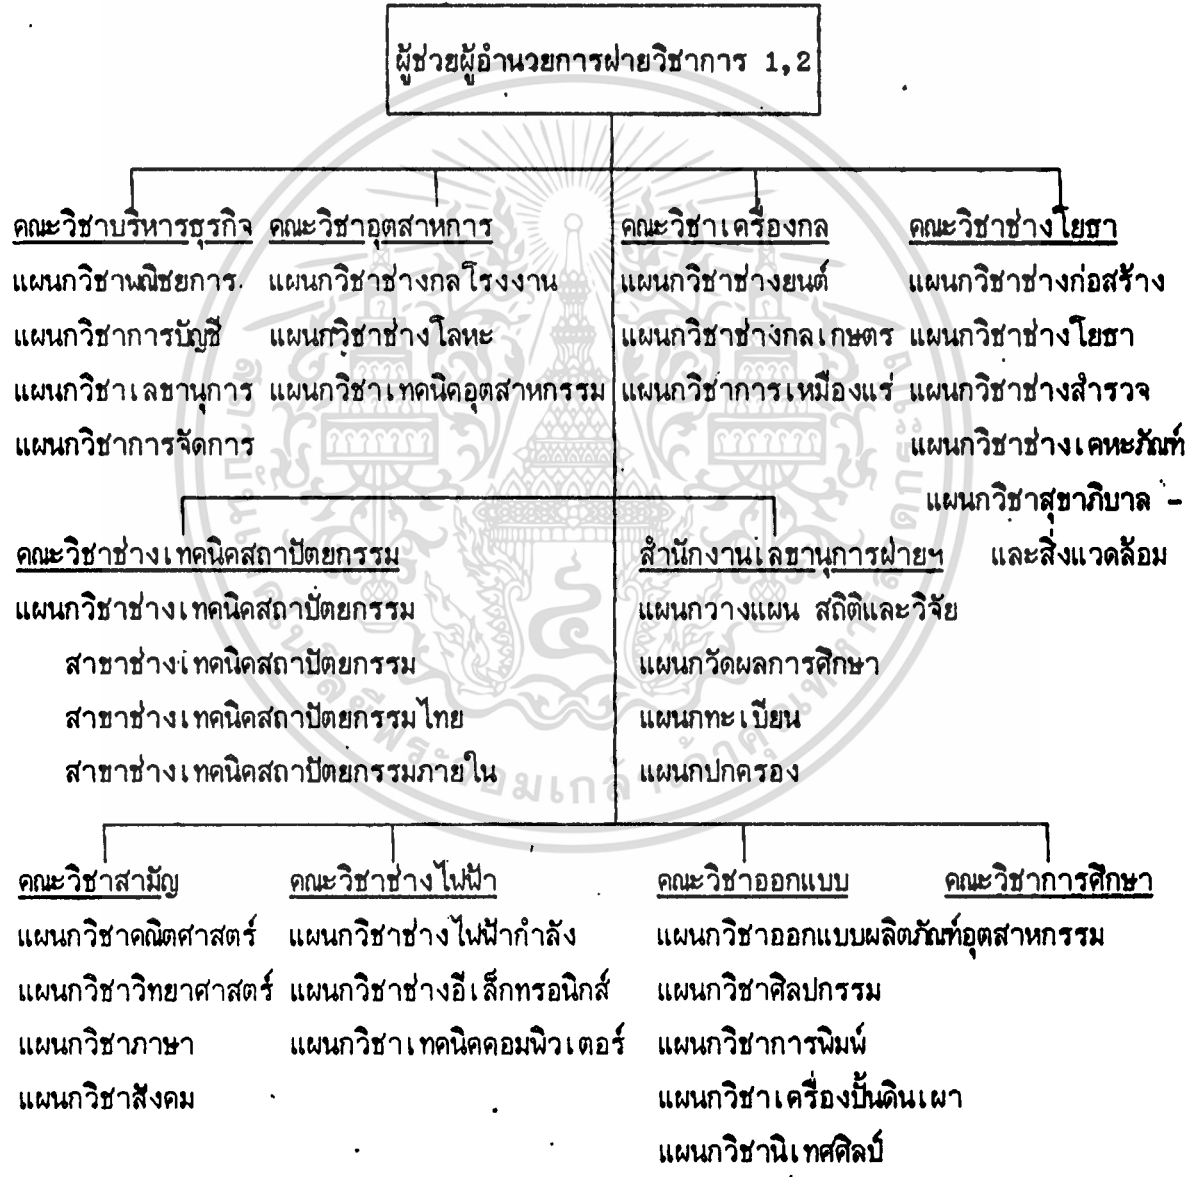 ผู้ช่วยผู้อำนวยการฝ่ายวิชาการ 1,2
คณะวิชาบริหารธุรกิจ
แผนกวิชาพณิชยการ
แผนกวิชาการบัญชี
แผนกวิชาเลขานุการ
แผนกวิชาการจัดการ
คณะวิชาอุตสาหการ
แผนกวิชาช่างกลโรงงาน
แผนกวิชาช่างโลหะ
แผนกวิชาเทคนิคอุตสาหกรรม
คณะวิชาเครื่องกล
แผนกวิชาช่างยนต์
แผนกวิชาช่างกลเกษตร
แผนกวิชาการเหมืองแร่
คณะวิชาช่างโยธา
แผนกวิชาช่างก่อสร้าง
แผนกวิชาช่างโยธา
แผนกวิชาช่างสำรวจ
แผนกวิชาช่างเคหะภัณฑ์
แผนกวิชาสุขาภิบาล -
และสิ่งแวดล้อม
คณะวิชาช่างเทคนิคสถาปัตยกรรม
แผนกวิชาช่างเทคนิคสถาปัตยกรรม
สาขาช่างเทคนิคสถาปัตยกรรม
สาขาช่างเทคนิคสถาปัตยกรรมไทย
สาขาช่างเทคนิคสถาปัตยกรรมภายใน
สำนักงานเลขานุการฝ่ายฯ
แผนกวางแผน สถิติและวิจัย
แผนกวัดผลการศึกษา
แผนกทะเบียน
แผนกปกครอง
คณะวิชาสามัญ
แผนกวิชาคณิตศาสตร์
แผนกวิชาวิทยาศาสตร์
แผนกวิชาภาษา
แผนกวิชาสังคม
คณะวิชาช่างไฟฟ้า
แผนกวิชาช่างไฟฟ้ากำลัง
แผนกวิชาช่างอีเล็กทรอนิกส์
แผนกวิชาเทคนิคคอมพิวเตอร์
คณะวิชาออกแบบ
แผนกวิชาออกแบบผลิตภัณฑ์อุตสาหกรรม
แผนกวิชาศิลปกรรม
แผนกวิชาการพิมพ์
แผนกวิชาเครื่องปั้นดินเผา
แผนกวิชานิเทศศิลป์
คณะวิชาการศึกษา